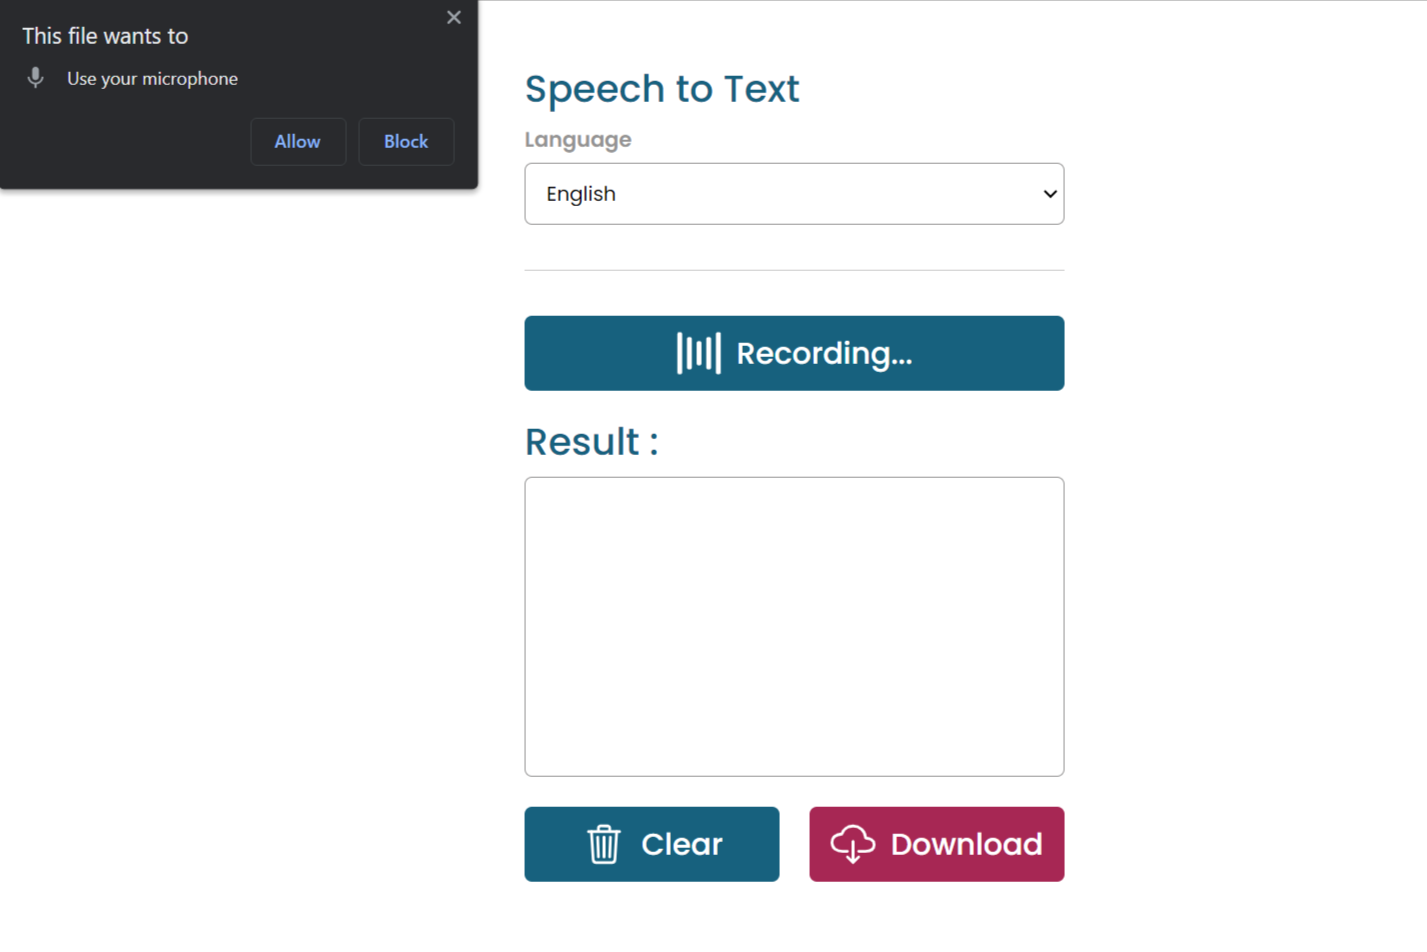 This file wants to
Use your microphone
Allow Block
Speech to Text
Language
English
Recording...
Result :
Clear
Download